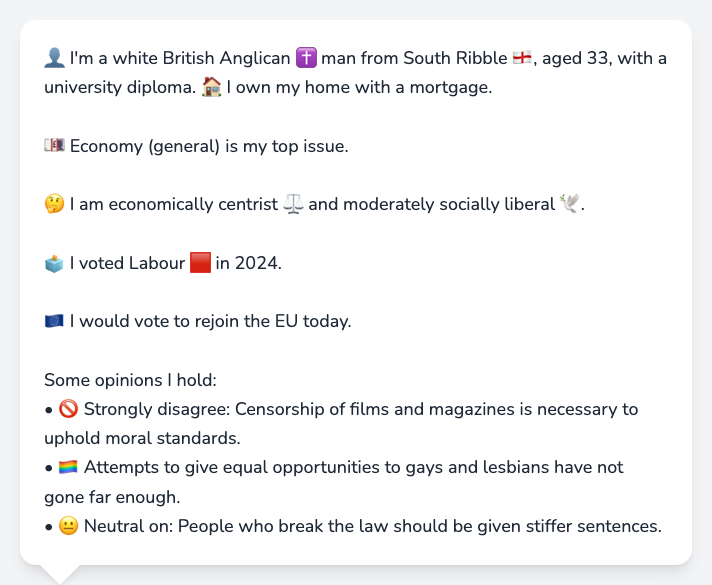 👤 I'm a white British Anglican ✝️ man from South Ribble 🏴󠁧󠁢󠁥󠁮󠁧󠁿, aged 33, with a
university diploma. 🏠 I own my home with a mortgage.
💷 Economy (general) is my top issue.
🤔 I am economically centrist ⚖️ and moderately socially liberal 🕊️.
🗳️ I voted Labour 🟥 in 2024.
🇪🇺 I would vote to rejoin the EU today.
Some opinions I hold:
• 🚫 Strongly disagree: Censorship of films and magazines is necessary to
uphold moral standards.
• 🏳️‍🌈 Attempts to give equal opportunities to gays and lesbians have not
gone far enough.
• 😐 Neutral on: People who break the law should be given stiffer sentences.